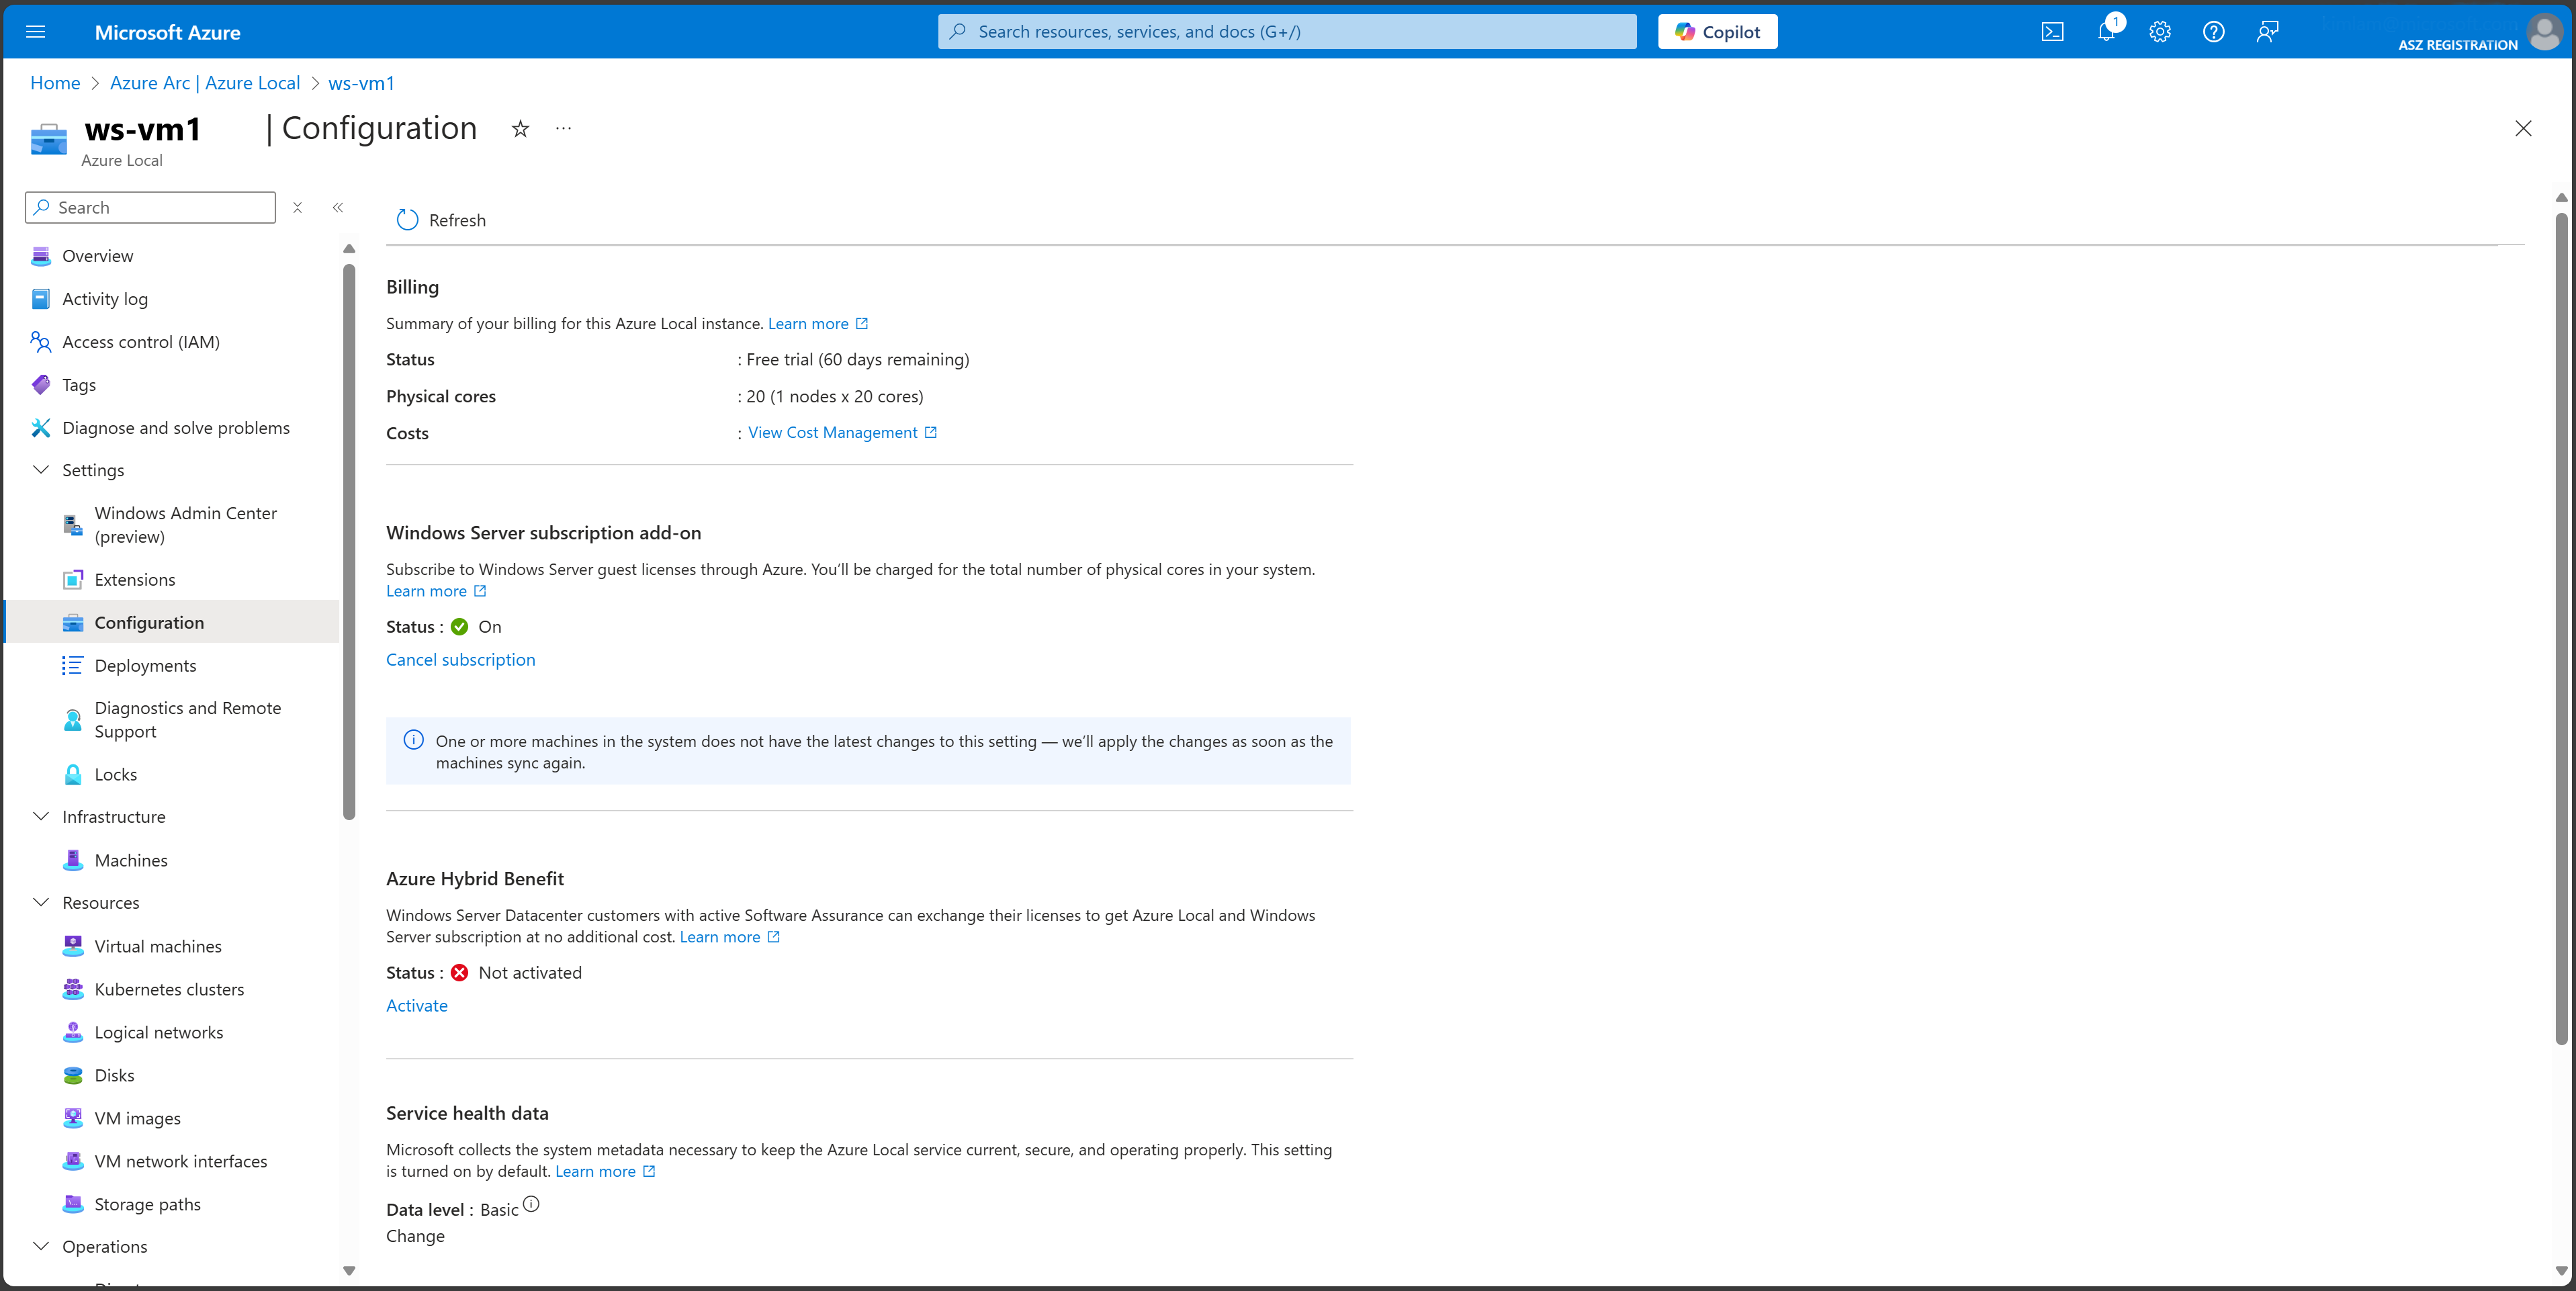 Microsoft Azure
Search resources, services, and docs (G+/)
Copilot
1
ASZ REGISTRATION
Home > Azure Arc | Azure Local > ws-vm1
ws-vm1 | Configuration
Azure Local
Search
Overview
Activity log
Access control (IAM)
Tags
Diagnose and solve problems
Settings
Windows Admin Center
(preview)
Extensions
Configuration
Deployments
Diagnostics and Remote
Support
Locks
Infrastructure
Machines
Resources
Virtual machines
Kubernetes clusters
Logical networks
Disks
VM images
VM network interfaces
Storage paths
Operations
Refresh
Billing
Summary of your billing for this Azure Local instance. Learn more
Status : Free trial (60 days remaining)
Physical cores : 20 (1 nodes x 20 cores)
Costs : View Cost Management
Windows Server subscription add-on
Subscribe to Windows Server guest licenses through Azure. You'll be charged for the total number of physical cores in your system.
Learn more
Status : On
Cancel subscription
One or more machines in the system does not have the latest changes to this setting — we'll apply the changes as soon as the
machines sync again.
Azure Hybrid Benefit
Windows Server Datacenter customers with active Software Assurance can exchange their licenses to get Azure Local and Windows
Server subscription at no additional cost. Learn more
Status : Not activated
Activate
Service health data
Microsoft collects the system metadata necessary to keep the Azure Local service current, secure, and operating properly. This setting
is turned on by default. Learn more
Data level : Basic
Change